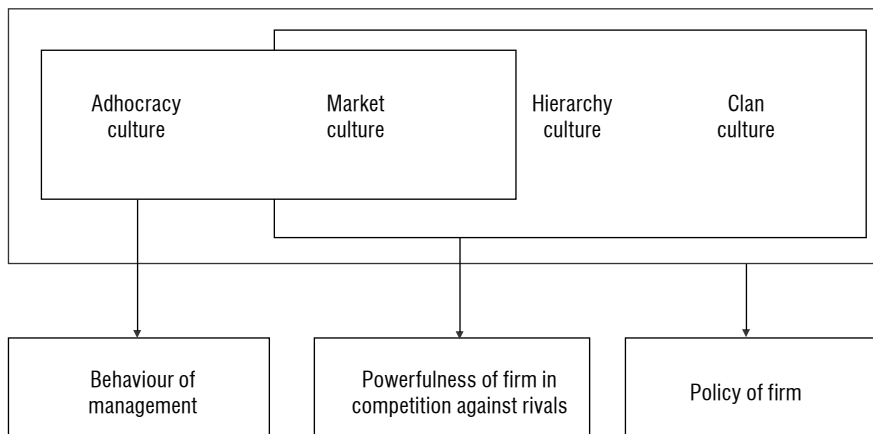 Adhocracy
culture
Market
culture
Hierarchy
culture
Clan
culture
Behaviour of
management
Powerfulness of firm in
competition against rivals
Policy of firm